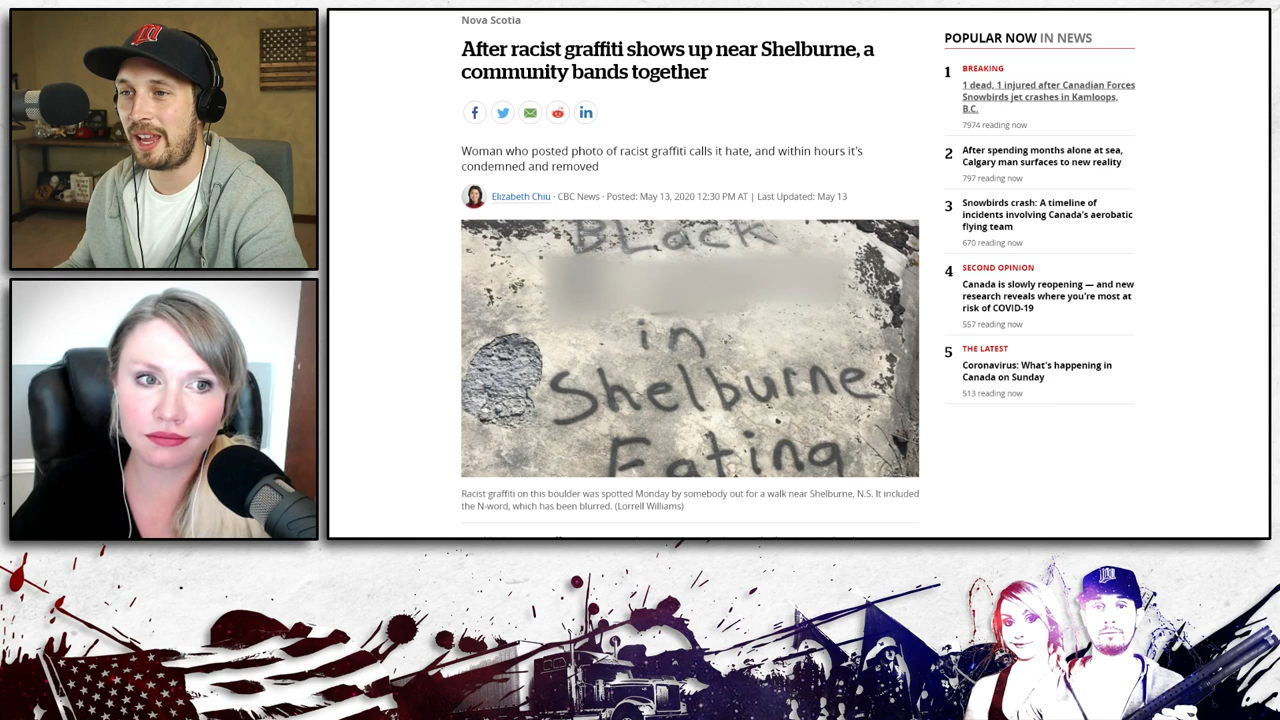 Nova Scotia
After racist graffiti shows up near Shelburne, a
community bands together
Woman who posted photo of racist graffiti calls it hate, and within hours it's
condemned and removed
Elizabeth Chiu · CBC News · Posted: May 13, 2020 12:30 PM AT | Last Updated: May 13
BLack
in
Shelburne
Eating
Racist graffiti on this boulder was spotted Monday by somebody out for a walk near Shelburne, N.S. It included
the N-word, which has been blurred. (Lorrell Williams)
POPULAR NOW IN NEWS
1
BREAKING
1 dead, 1 injured after Canadian Forces
Snowbirds jet crashes in Kamloops,
B.C.
7974 reading now
2
After spending months alone at sea,
Calgary man surfaces to new reality
797 reading now
3
Snowbirds crash: A timeline of
incidents involving Canada's aerobatic
flying team
670 reading now
4
SECOND OPINION
Canada is slowly reopening — and new
research reveals where you're most at
risk of COVID-19
557 reading now
5
THE LATEST
Coronavirus: What's happening in
Canada on Sunday
513 reading now